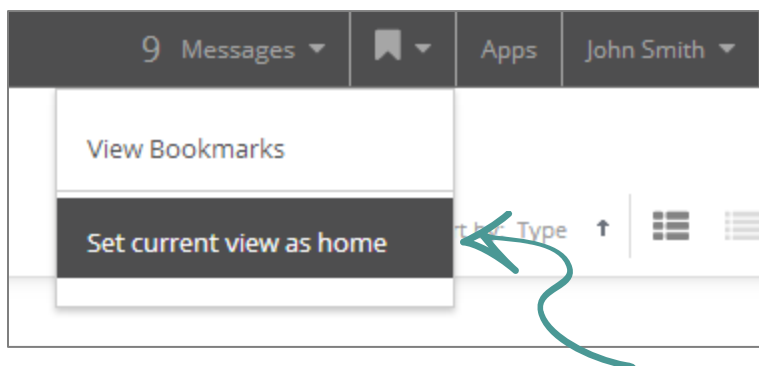 9 Messages Apps John Smith
View Bookmarks
Set current view as home
Type